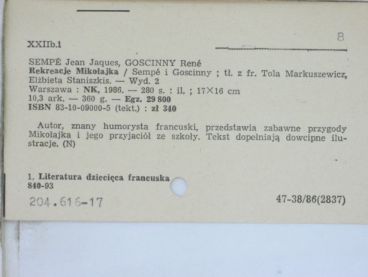 8
XXIIb.1
SEMPÉ Jean Jaques, GOSCINNY René
Rekreacje Mikołajka / Sempé i Goscinny ; tł. z fr. Tola Markuszewicz,
Elżbieta Staniszkis. — Wyd. 2
Warszawa : NK, 1986. — 280 s. : il. ; 17×16 cm
10,3 ark. — 360 g. — Egz. 29 800
ISBN 83-10-09000-5 (tekt.) : zł 340
Autor, znany humorysta francuski, przedstawia zabawne przygody
Mikołajka i jego przyjaciół ze szkoły. Tekst dopełniają dowcipne ilu-
stracje. (N)
1. Literatura dziecięca francuska
840-93
204.616-17
47-38/86(2837)